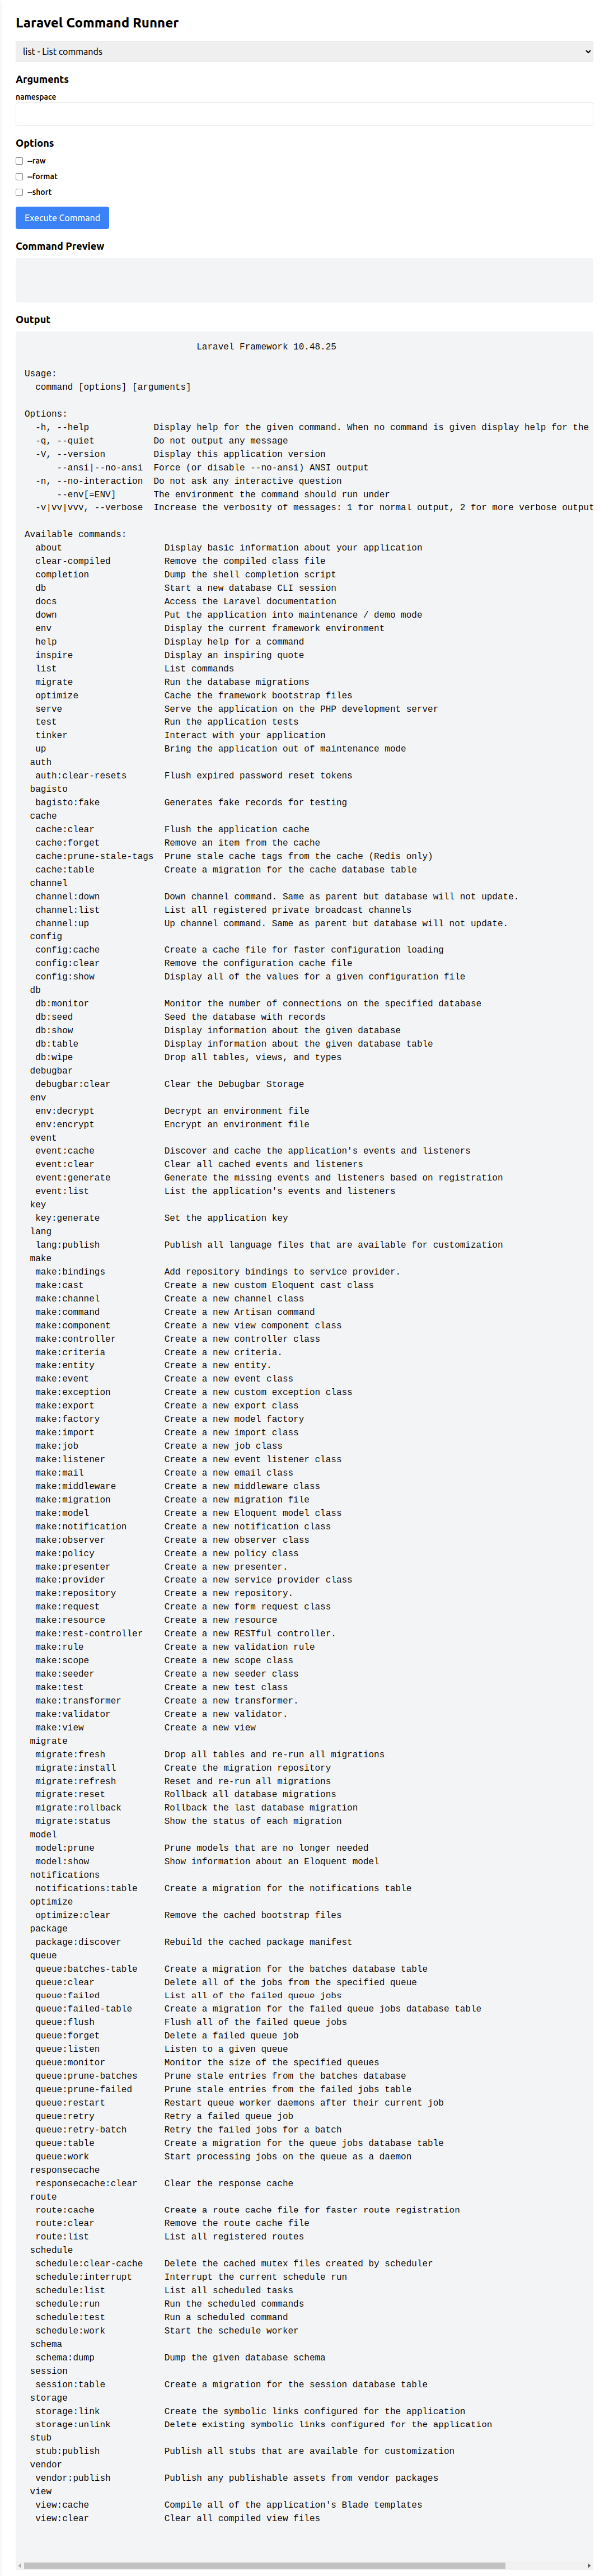 Laravel Command Runner
list - List commands
Arguments
namespace
Options
--raw
--format
--short
Execute Command
Command Preview
Output
Laravel Framework 10.48.25
Usage:
command [options] [arguments]
Options:
-h, --help Display help for the given command. When no command is given display help for the
-q, --quiet Do not output any message
-V, --version Display this application version
--ansi|--no-ansi Force (or disable --no-ansi) ANSI output
-n, --no-interaction Do not ask any interactive question
--env[=ENV] The environment the command should run under
-v|vv|vvv, --verbose Increase the verbosity of messages: 1 for normal output, 2 for more verbose output
Available commands:
about Display basic information about your application
clear-compiled Remove the compiled class file
completion Dump the shell completion script
db Start a new database CLI session
docs Access the Laravel documentation
down Put the application into maintenance / demo mode
env Display the current framework environment
help Display help for a command
inspire Display an inspiring quote
list List commands
migrate Run the database migrations
optimize Cache the framework bootstrap files
serve Serve the application on the PHP development server
test Run the application tests
tinker Interact with your application
up Bring the application out of maintenance mode
auth
auth:clear-resets Flush expired password reset tokens
bagisto
bagisto:fake Generates fake records for testing
cache
cache:clear Flush the application cache
cache:forget Remove an item from the cache
cache:prune-stale-tags Prune stale cache tags from the cache (Redis only)
cache:table Create a migration for the cache database table
channel
channel:down Down channel command. Same as parent but database will not update.
channel:list List all registered private broadcast channels
channel:up Up channel command. Same as parent but database will not update.
config
config:cache Create a cache file for faster configuration loading
config:clear Remove the configuration cache file
config:show Display all of the values for a given configuration file
db
db:monitor Monitor the number of connections on the specified database
db:seed Seed the database with records
db:show Display information about the given database
db:table Display information about the given database table
db:wipe Drop all tables, views, and types
debugbar
debugbar:clear Clear the Debugbar Storage
env
env:decrypt Decrypt an environment file
env:encrypt Encrypt an environment file
event
event:cache Discover and cache the application's events and listeners
event:clear Clear all cached events and listeners
event:generate Generate the missing events and listeners based on registration
event:list List the application's events and listeners
key
key:generate Set the application key
lang
lang:publish Publish all language files that are available for customization
make
make:bindings Add repository bindings to service provider.
make:cast Create a new custom Eloquent cast class
make:channel Create a new channel class
make:command Create a new Artisan command
make:component Create a new view component class
make:controller Create a new controller class
make:criteria Create a new criteria.
make:entity Create a new entity.
make:event Create a new event class
make:exception Create a new custom exception class
make:export Create a new export class
make:factory Create a new model factory
make:import Create a new import class
make:job Create a new job class
make:listener Create a new event listener class
make:mail Create a new email class
make:middleware Create a new middleware class
make:migration Create a new migration file
make:model Create a new Eloquent model class
make:notification Create a new notification class
make:observer Create a new observer class
make:policy Create a new policy class
make:presenter Create a new presenter.
make:provider Create a new service provider class
make:repository Create a new repository.
make:request Create a new form request class
make:resource Create a new resource
make:rest-controller Create a new RESTful controller.
make:rule Create a new validation rule
make:scope Create a new scope class
make:seeder Create a new seeder class
make:test Create a new test class
make:transformer Create a new transformer.
make:validator Create a new validator.
make:view Create a new view
migrate
migrate:fresh Drop all tables and re-run all migrations
migrate:install Create the migration repository
migrate:refresh Reset and re-run all migrations
migrate:reset Rollback all database migrations
migrate:rollback Rollback the last database migration
migrate:status Show the status of each migration
model
model:prune Prune models that are no longer needed
model:show Show information about an Eloquent model
notifications
notifications:table Create a migration for the notifications table
optimize
optimize:clear Remove the cached bootstrap files
package
package:discover Rebuild the cached package manifest
queue
queue:batches-table Create a migration for the batches database table
queue:clear Delete all of the jobs from the specified queue
queue:failed List all of the failed queue jobs
queue:failed-table Create a migration for the failed queue jobs database table
queue:flush Flush all of the failed queue jobs
queue:forget Delete a failed queue job
queue:listen Listen to a given queue
queue:monitor Monitor the size of the specified queues
queue:prune-batches Prune stale entries from the batches database
queue:prune-failed Prune stale entries from the failed jobs table
queue:restart Restart queue worker daemons after their current job
queue:retry Retry a failed queue job
queue:retry-batch Retry the failed jobs for a batch
queue:table Create a migration for the queue jobs database table
queue:work Start processing jobs on the queue as a daemon
responsecache
responsecache:clear Clear the response cache
route
route:cache Create a route cache file for faster route registration
route:clear Remove the route cache file
route:list List all registered routes
schedule
schedule:clear-cache Delete the cached mutex files created by scheduler
schedule:interrupt Interrupt the current schedule run
schedule:list List all scheduled tasks
schedule:run Run the scheduled commands
schedule:test Run a scheduled command
schedule:work Start the schedule worker
schema
schema:dump Dump the given database schema
session
session:table Create a migration for the session database table
storage
storage:link Create the symbolic links configured for the application
storage:unlink Delete existing symbolic links configured for the application
stub
stub:publish Publish all stubs that are available for customization
vendor
vendor:publish Publish any publishable assets from vendor packages
view
view:cache Compile all of the application's Blade templates
view:clear Clear all compiled view files